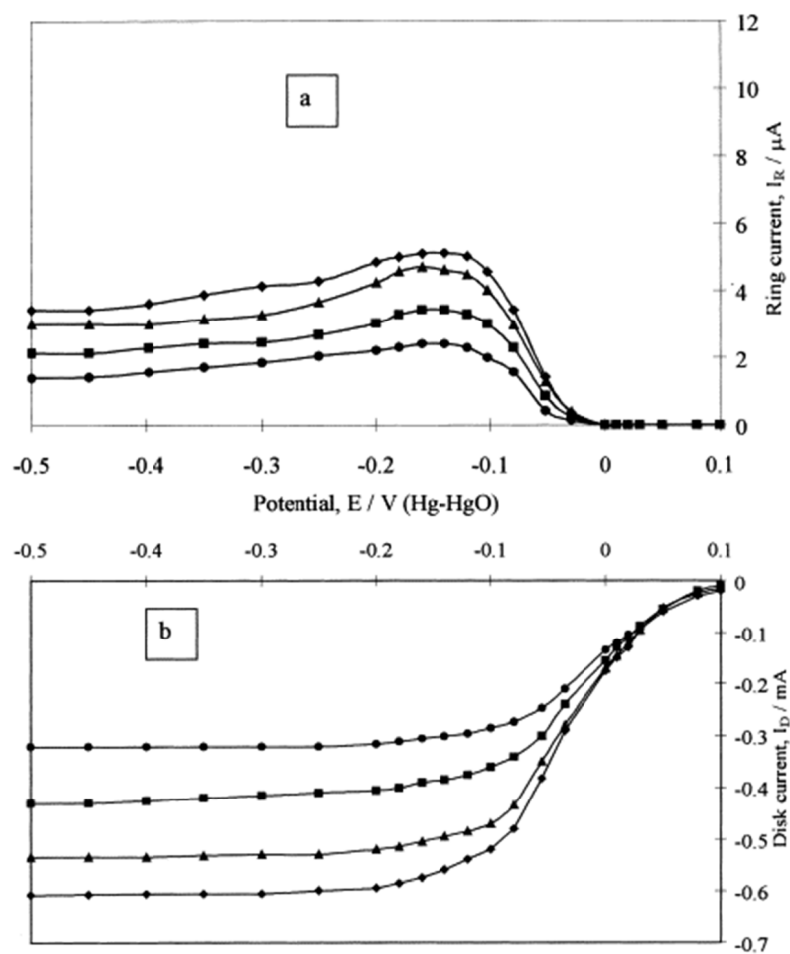 a
12
10
8
6
4
2
0
Ring current, I_R / μA
-0.5 -0.4 -0.3 -0.2 -0.1 0 0.1
Potential, E / V (Hg-HgO)
-0.5 -0.4 -0.3 -0.2 -0.1 0 0.1
b
0
-0.1
-0.2
-0.3
-0.4
-0.5
-0.6
-0.7
Disk current, I_D / mA